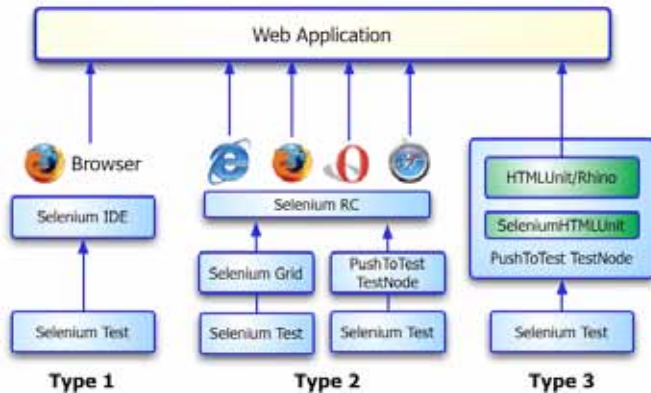 Web Application
Browser
Selenium IDE
Selenium Test
Type 1
Selenium RC
Selenium Grid
PushToTest
TestNode
Selenium Test
Selenium Test
Type 2
HTMLUnit/Rhino
SeleniumHTMLUnit
PushToTest TestNode
Selenium Test
Type 3